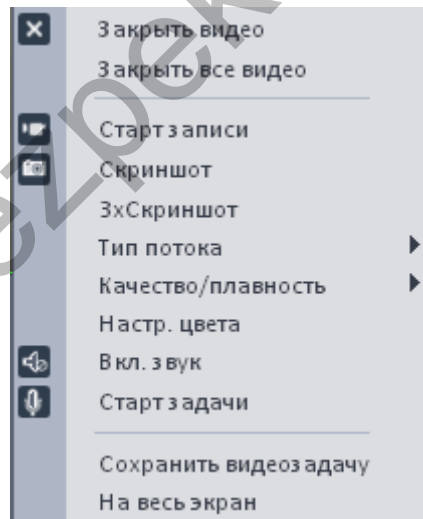 Закрыть видео
Закрыть все видео
Старт записи
Скриншот
3xСкриншот
Тип потока
Качество/плавность
Настр. цвета
Вкл. звук
Старт задачи
Сохранить видеозадачу
На весь экран